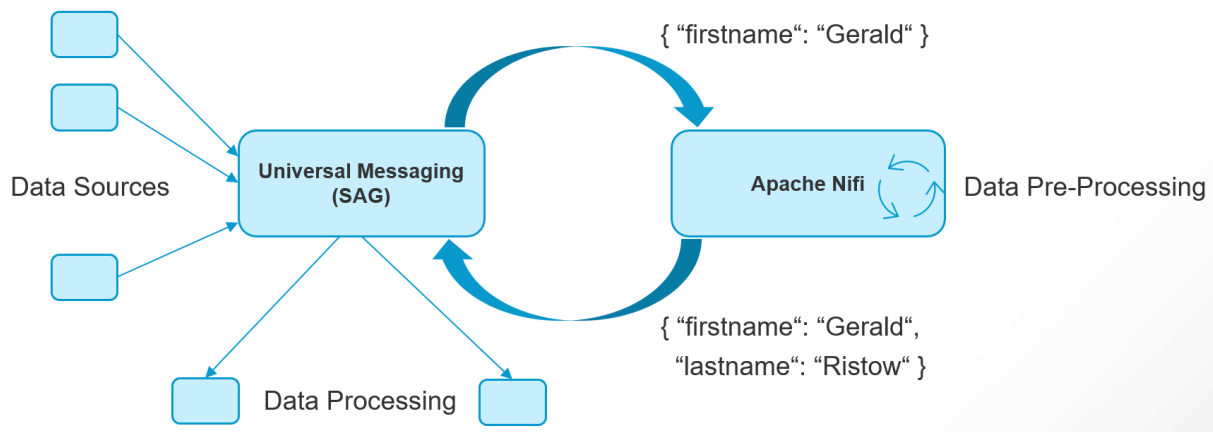 { “firstname“: “Gerald“ }
Data Sources
Universal Messaging
(SAG)
Apache Nifi
Data Pre-Processing
{ “firstname“: “Gerald“,
“lastname“: “Ristow“ }
Data Processing